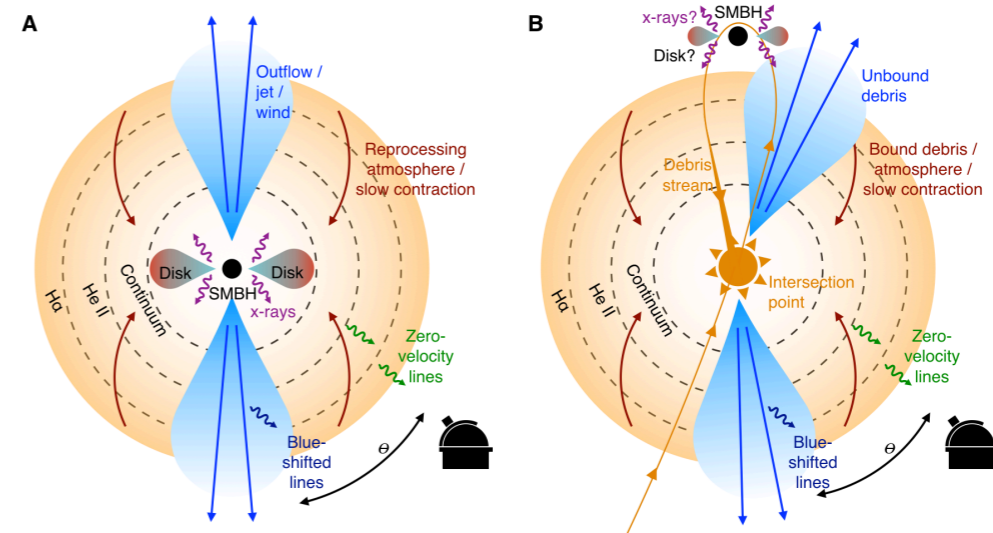 A
Outflow /
jet /
wind
Reprocessing
atmosphere /
slow contraction
Disk
Disk
SMBH
x-rays
Continuum
He II
Hα
Zero-
velocity
lines
Blue-
shifted
lines
θ
B
x-rays?
SMBH
Disk?
Unbound
debris
Debris
stream
Bound debris /
atmosphere /
slow contraction
Intersection
point
Continuum
He II
Hα
Zero-
velocity
lines
Blue-
shifted
lines
θ